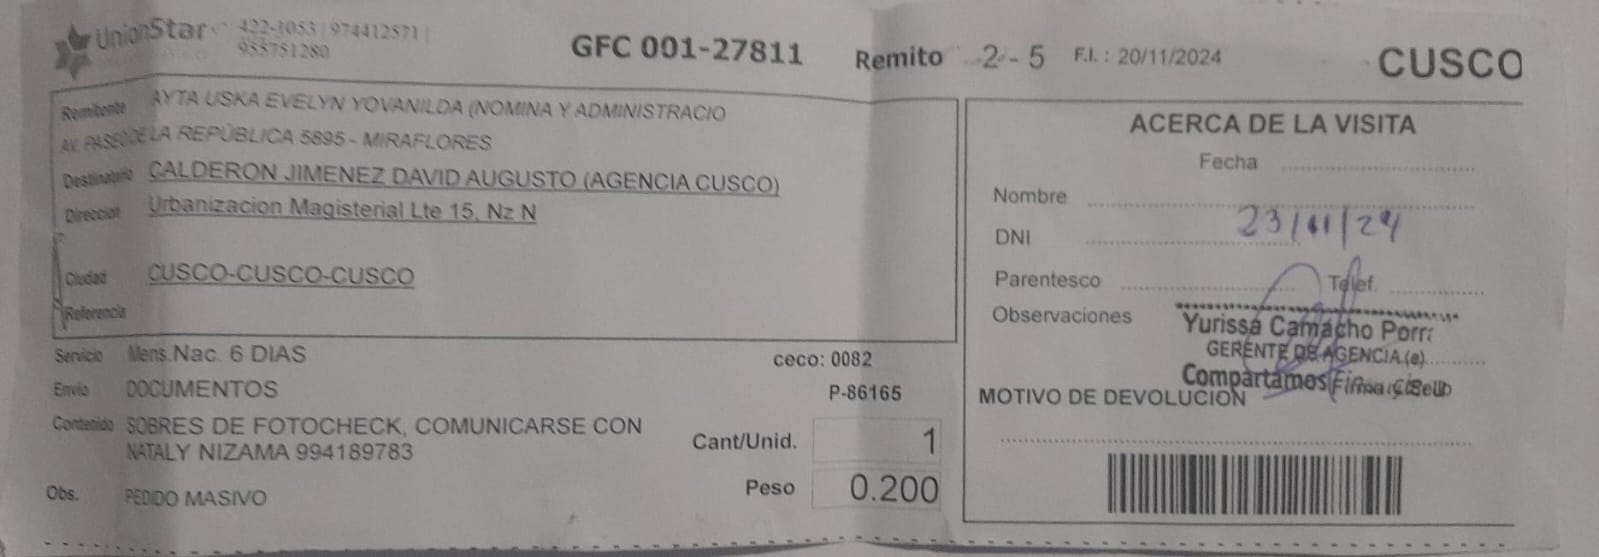 UnionStar 422-1053 | 974412571 |
955751280
GFC 001-27811
Remito 2 - 5
F.I. : 20/11/2024
CUSCO
Remitente AYTA USKA EVELYN YOVANILDA (NOMINA Y ADMINISTRACIO
AV. PASEO DE LA REPÚBLICA 5895 - MIRAFLORES
Destinatario CALDERON JIMENEZ DAVID AUGUSTO (AGENCIA CUSCO)
Dirección Urbanizacion Magisterial Lte 15, Nz N
Ciudad CUSCO-CUSCO-CUSCO
Referencia
Servicio Mens.Nac. 6 DIAS
ceco: 0082
Envio DOCUMENTOS
P-86165
Contenido SOBRES DE FOTOCHECK, COMUNICARSE CON
NATALY NIZAMA 994189783
Cant/Unid. 1
Peso 0.200
Obs. PEDIDO MASIVO
ACERCA DE LA VISITA
Fecha
Nombre
23/11/24
DNI
Parentesco Telef.
Observaciones
Yurissa Camacho Porr
GERENTE DE AGENCIA (e)
Compartamos Firma y Sello
MOTIVO DE DEVOLUCION